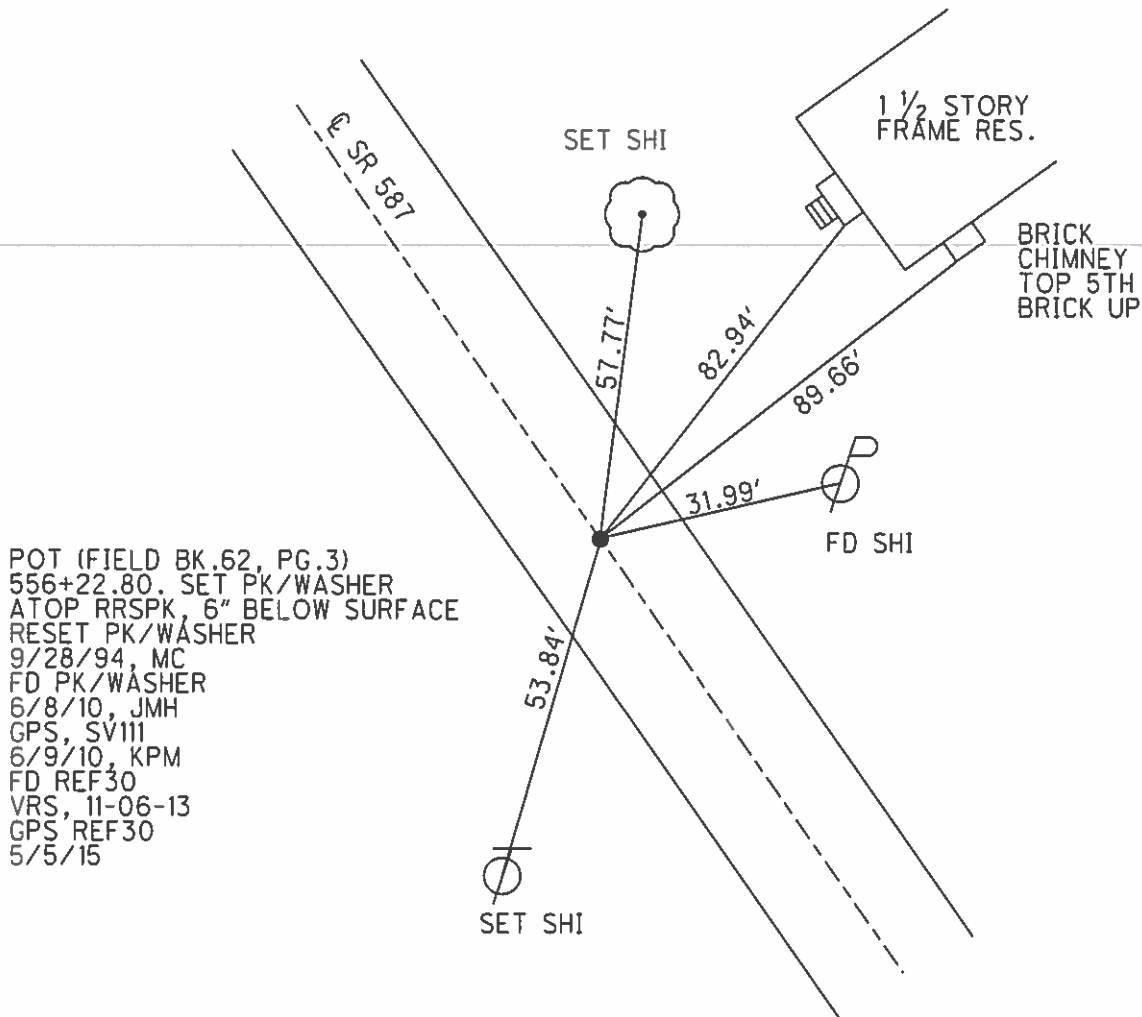 1 1/2 STORY
FRAME RES.
SET SHI
℄ SR 587
BRICK
CHIMNEY
TOP 5TH
BRICK UP
57.77'
82.94'
89.66'
31.99'
FD SHI
POT (FIELD BK.62, PG.3)
556+22.80. SET PK/WASHER
ATOP RRSPK, 6" BELOW SURFACE
RESET PK/WASHER
9/28/94, MC
FD PK/WASHER
6/8/10, JMH
GPS, SV111
6/9/10, KPM
FD REF30
VRS, 11-06-13
GPS REF30
5/5/15
53.84'
SET SHI